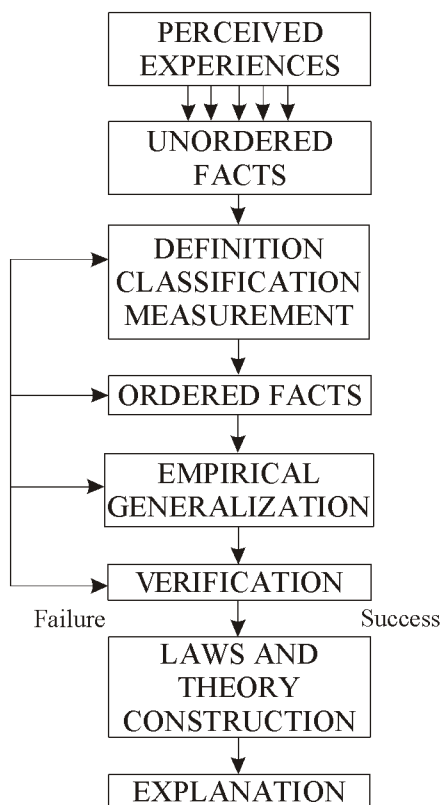 PERCEIVED
EXPERIENCES
UNORDERED
FACTS
DEFINITION
CLASSIFICATION
MEASUREMENT
ORDERED FACTS
EMPIRICAL
GENERALIZATION
VERIFICATION
Failure
Success
LAWS AND
THEORY
CONSTRUCTION
EXPLANATION